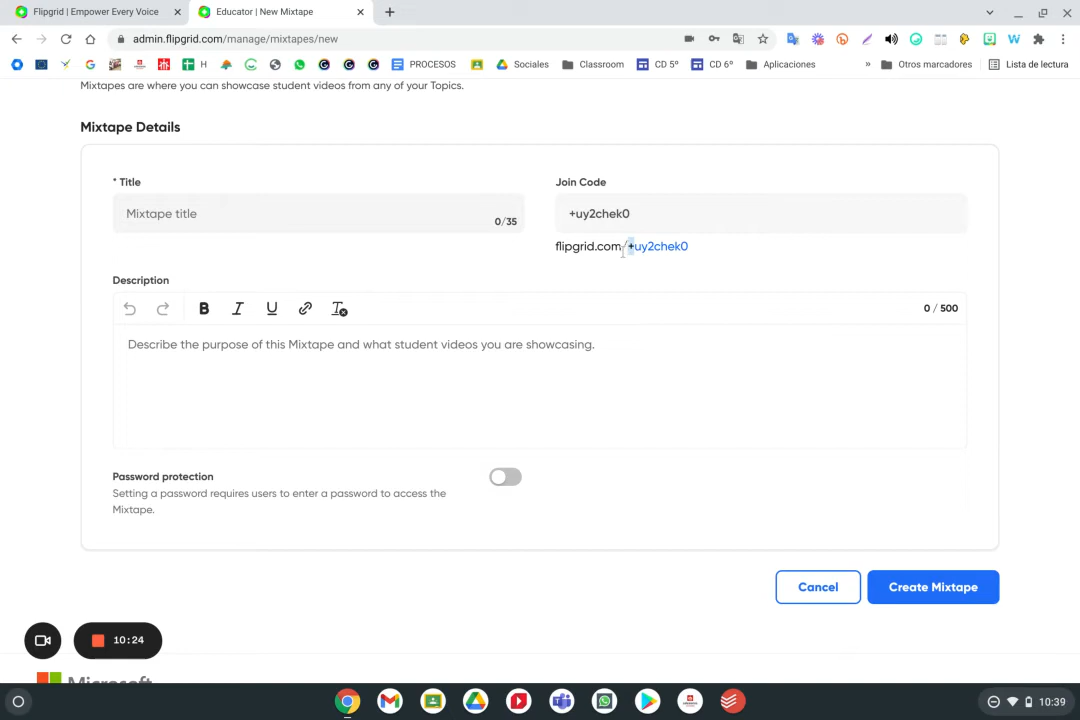 Flipgrid | Empower Every Voice
Educator | New Mixtape
admin.flipgrid.com/manage/mixtapes/new
H
PROCESOS
Sociales
Classroom
CD 5º
CD 6º
Aplicaciones
»
Otros marcadores
Lista de lectura
Mixtapes are where you can showcase student videos from any of your Topics.
Mixtape Details
* Title
Join Code
Mixtape title
0/35
+uy2chek0
flipgrid.com/+uy2chek0
Description
B I U
0 / 500
Describe the purpose of this Mixtape and what student videos you are showcasing.
Password protection
Setting a password requires users to enter a password to access the
Mixtape.
Cancel
Create Mixtape
10:24
Microsoft
10:39